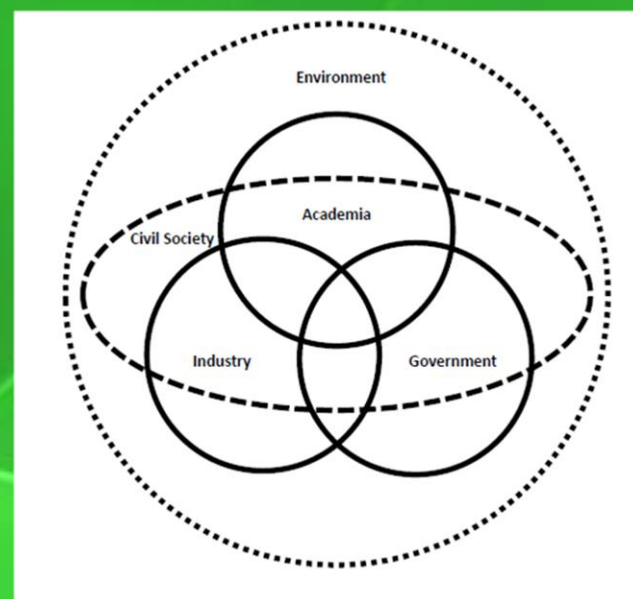 Environment
Academia
Civil Society
Industry
Government